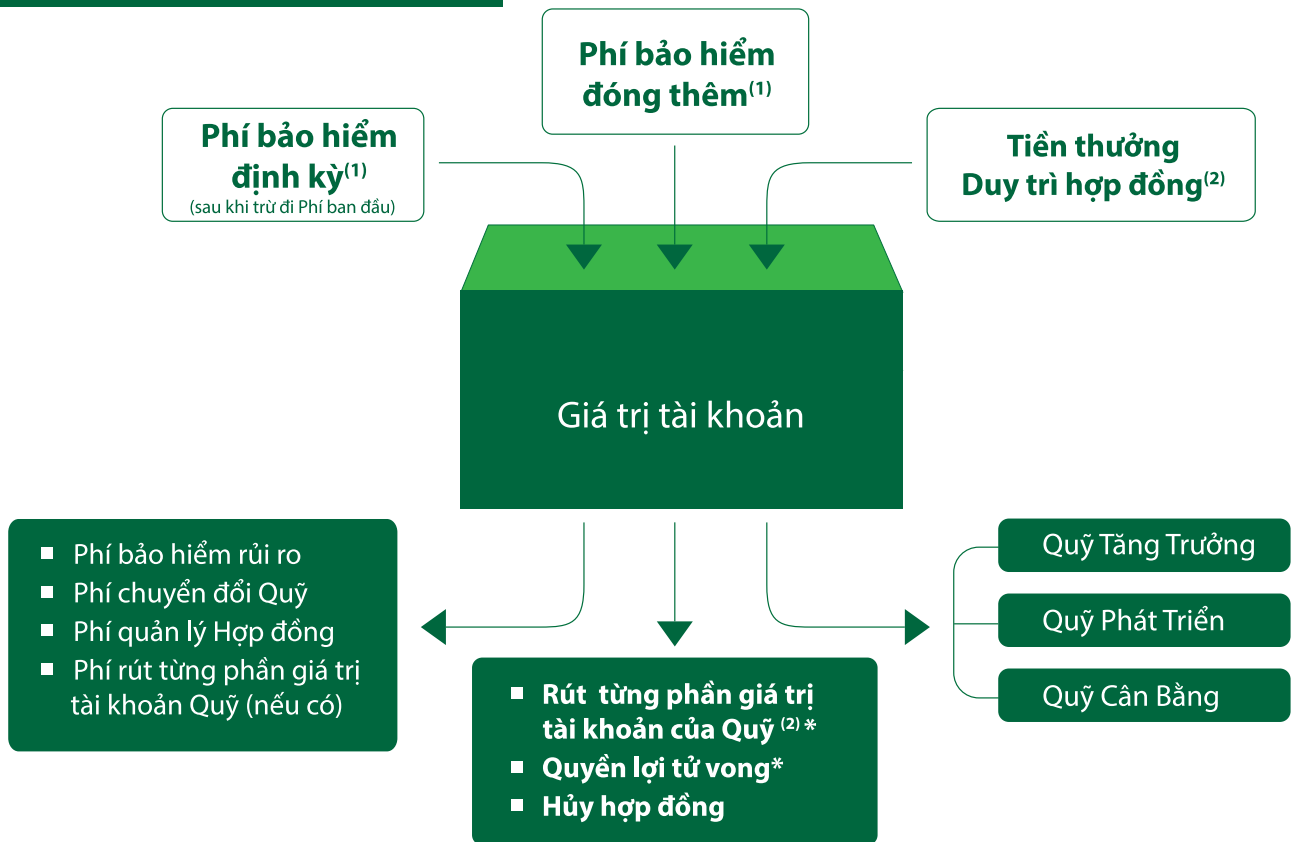 Phí bảo hiểm
đóng thêm(1)
Phí bảo hiểm
định kỳ(1)
(sau khi trừ đi Phí ban đầu)
Tiền thưởng
Duy trì hợp đồng(2)
Giá trị tài khoản
Phí bảo hiểm rủi ro
Phí chuyển đổi Quỹ
Phí quản lý Hợp đồng
Phí rút từng phần giá trị
tài khoản Quỹ (nếu có)
Rút từng phần giá trị
tài khoản của Quỹ (2) *
Quyền lợi tử vong*
Hủy hợp đồng
Quỹ Tăng Trưởng
Quỹ Phát Triển
Quỹ Cân Bằng